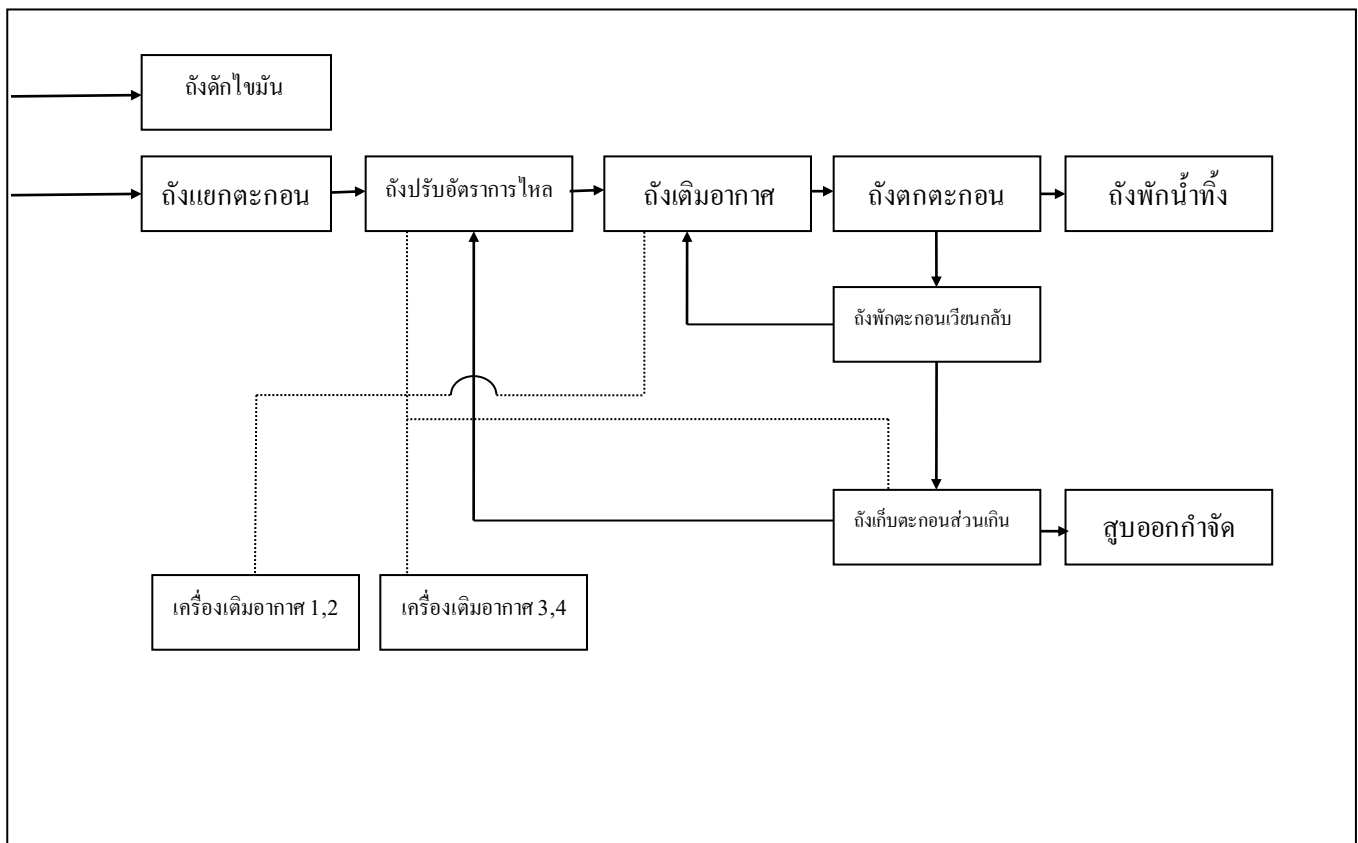 ถังดักไขมัน
ถังแยกตะกอน
ถังปรับอัตราการไหล
ถังเติมอากาศ
ถังตกตะกอน
ถังพักน้ำทิ้ง
ถังพักตะกอนเวียนกลับ
ถังเก็บตะกอนส่วนเกิน
สูบออกกำจัด
เครื่องเติมอากาศ 1,2
เครื่องเติมอากาศ 3,4